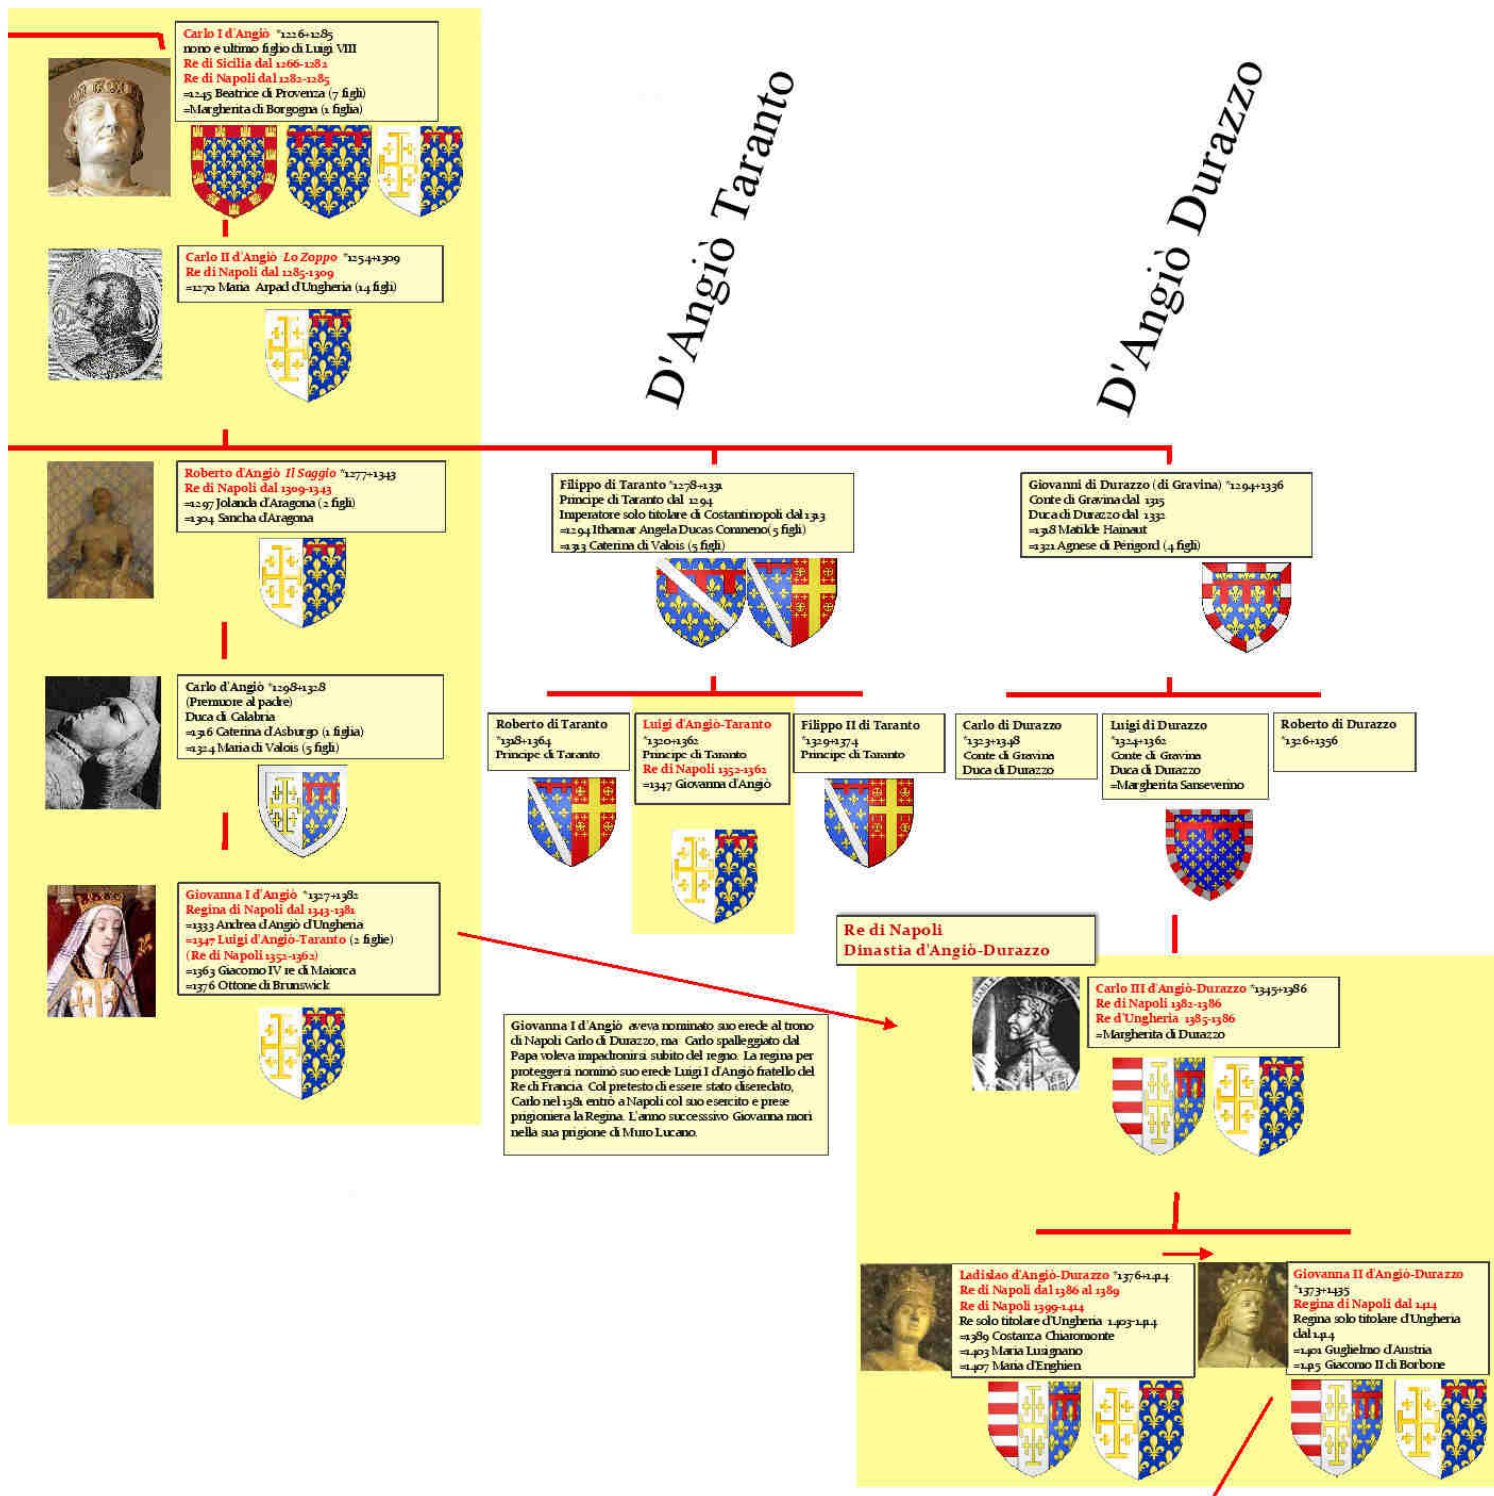 Carlo I d'Angiò *1226+1285
nono e ultimo figlio di Luigi VIII
Re di Sicilia dal 1266-1282
Re di Napoli dal 1282-1285
=1245 Beatrice di Provenza (7 figli)
=Margherita di Borgogna (1 figlia)
D'Angiò Taranto
D'Angiò Durazzo
Carlo II d'Angiò Lo Zoppo *1254+1309
Re di Napoli dal 1285-1309
=1270 Maria Arpad d'Ungheria (14 figli)
Roberto d'Angiò Il Saggio *1277+1343
Re di Napoli dal 1309-1343
=1297 Jolanda d'Aragona (2 figli)
=1304 Sancha d'Aragona
Filippo di Taranto *1278+1331
Principe di Taranto dal 1294
Imperatore solo titolare di Costantinopoli dal 1313
=1294 Ithamar Angela Ducas Comneno(5 figli)
=1313 Caterina di Valois (5 figli)
Giovanni di Durazzo (di Gravina) *1294+1336
Conte di Gravina dal 1315
Duca di Durazzo dal 1332
=1318 Matilde Hainaut
=1321 Agnese di Périgord (4 figli)
Carlo d'Angiò *1298+1328
(Premuore al padre)
Duca di Calabria
=1316 Caterina d'Asburgo (1 figlia)
=1324 Maria di Valois (5 figli)
Roberto di Taranto
*1318+1364
Principe di Taranto
Luigi d'Angiò-Taranto
*1320+1362
Principe di Taranto
Re di Napoli 1352-1362
=1347 Giovanna d'Angiò
Filippo II di Taranto
*1329+1374
Principe di Taranto
Carlo di Durazzo
*1323+1348
Conte di Gravina
Duca di Durazzo
Luigi di Durazzo
*1324+1362
Conte di Gravina
Duca di Durazzo
=Margherita Sanseverino
Roberto di Durazzo
*1326+1356
Giovanna I d'Angiò *1327+1382
Regina di Napoli dal 1343-1381
=1333 Andrea d'Angiò d'Ungheria
=1347 Luigi d'Angiò-Taranto (2 figlie)
(Re di Napoli 1352-1362)
=1363 Giacomo IV re di Maiorca
=1376 Ottone di Brunswick
Re di Napoli
Dinastia d'Angiò-Durazzo
Carlo III d'Angiò-Durazzo *1345+1386
Re di Napoli 1382-1386
Re d'Ungheria 1385-1386
=Margherita di Durazzo
Giovanna I d'Angiò aveva nominato suo erede al trono
di Napoli Carlo di Durazzo, ma Carlo spalleggiato dal
Papa voleva impadronirsi subito del regno. La regina per
proteggersi nominò suo erede Luigi I d'Angiò fratello del
Re di Francia. Col pretesto di essere stato diseredato,
Carlo nel 1381 entrò a Napoli col suo esercito e prese
prigioniera la Regina. L'anno successsivo Giovanna morì
nella sua prigione di Muro Lucano.
Ladislao d'Angiò-Durazzo *1376+1414
Re di Napoli dal 1386 al 1389
Re di Napoli 1399-1414
Re solo titolare d'Ungheria 1403-1414
=1389 Costanza Chiaromonte
=1403 Maria Lusignano
=1407 Maria d'Enghien
Giovanna II d'Angiò-Durazzo
*1373+1435
Regina di Napoli dal 1414
Regina solo titolare d'Ungheria
dal 1414
=1401 Guglielmo d'Austria
=1415 Giacomo II di Borbone